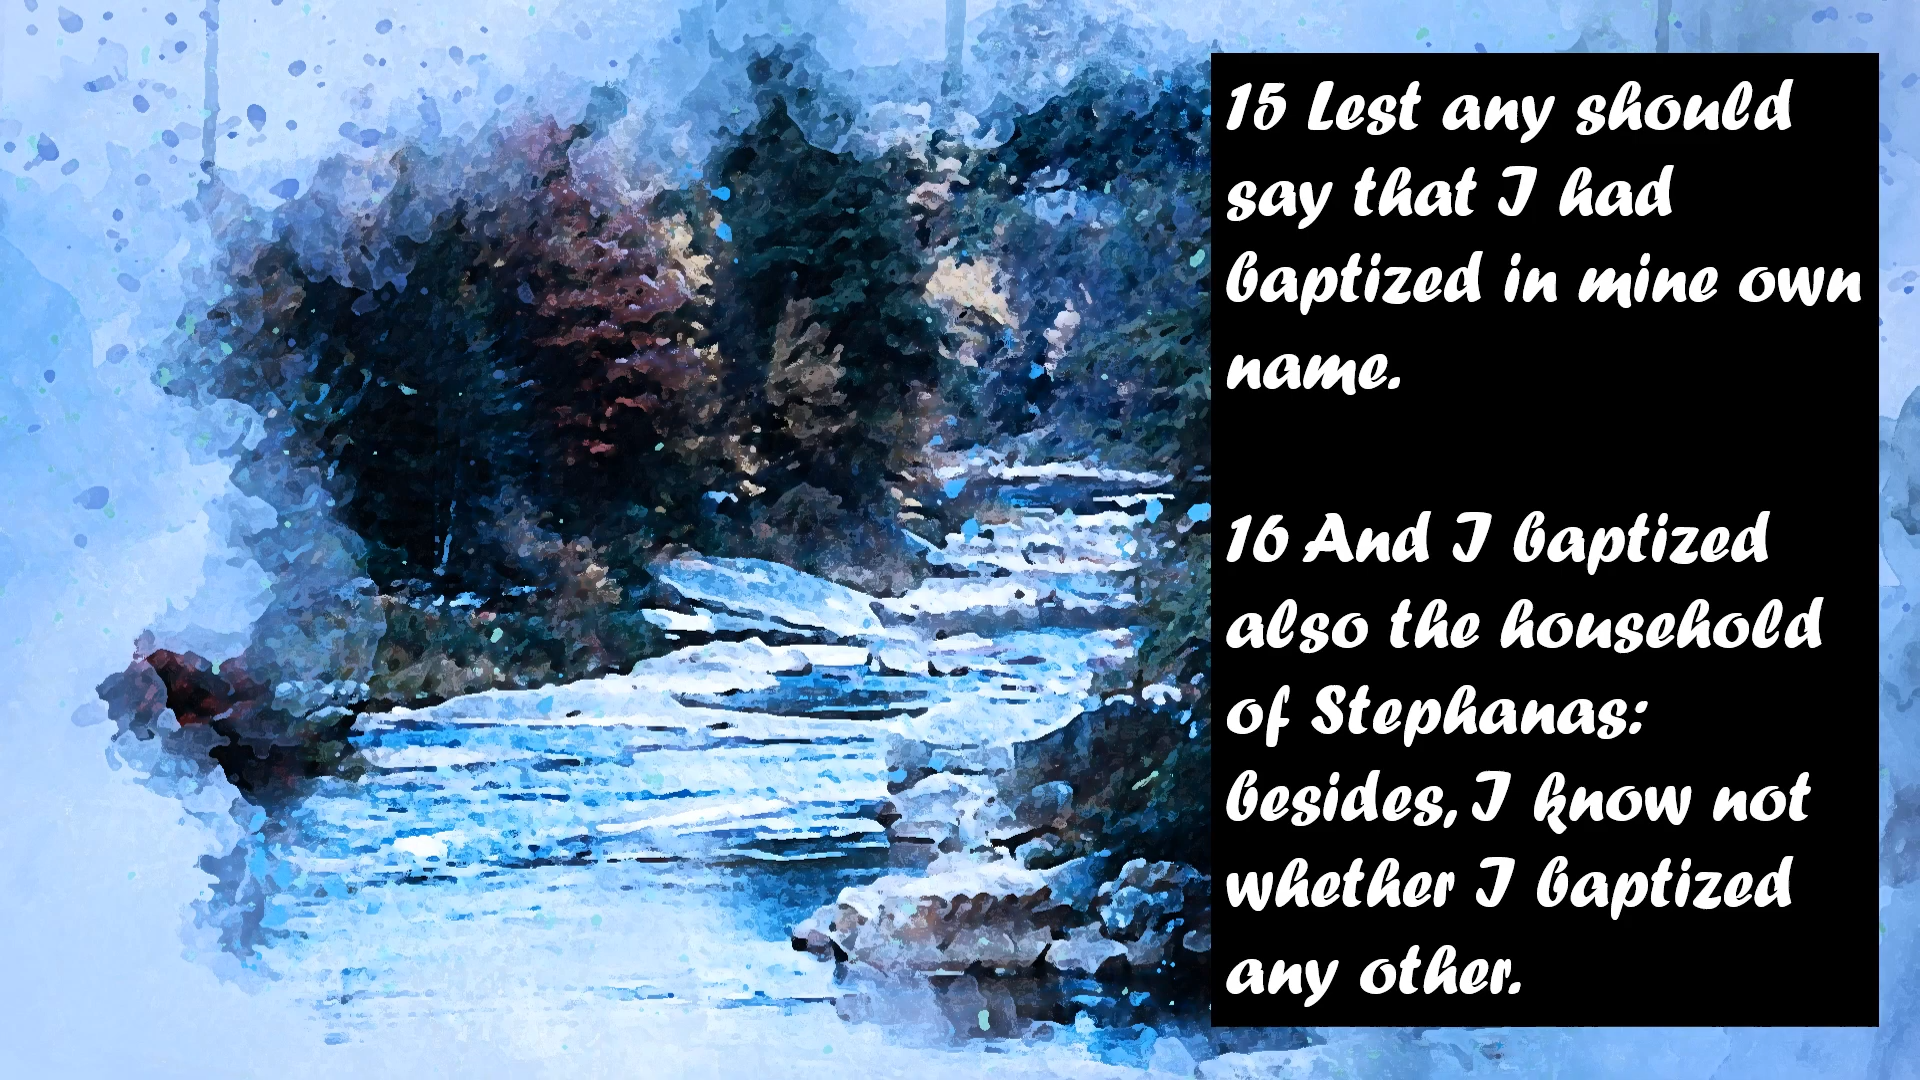 15 Lest any should
say that I had
baptized in mine own
name.
16 And I baptized
also the household
of Stephanas:
besides, I know not
whether I baptized
any other.